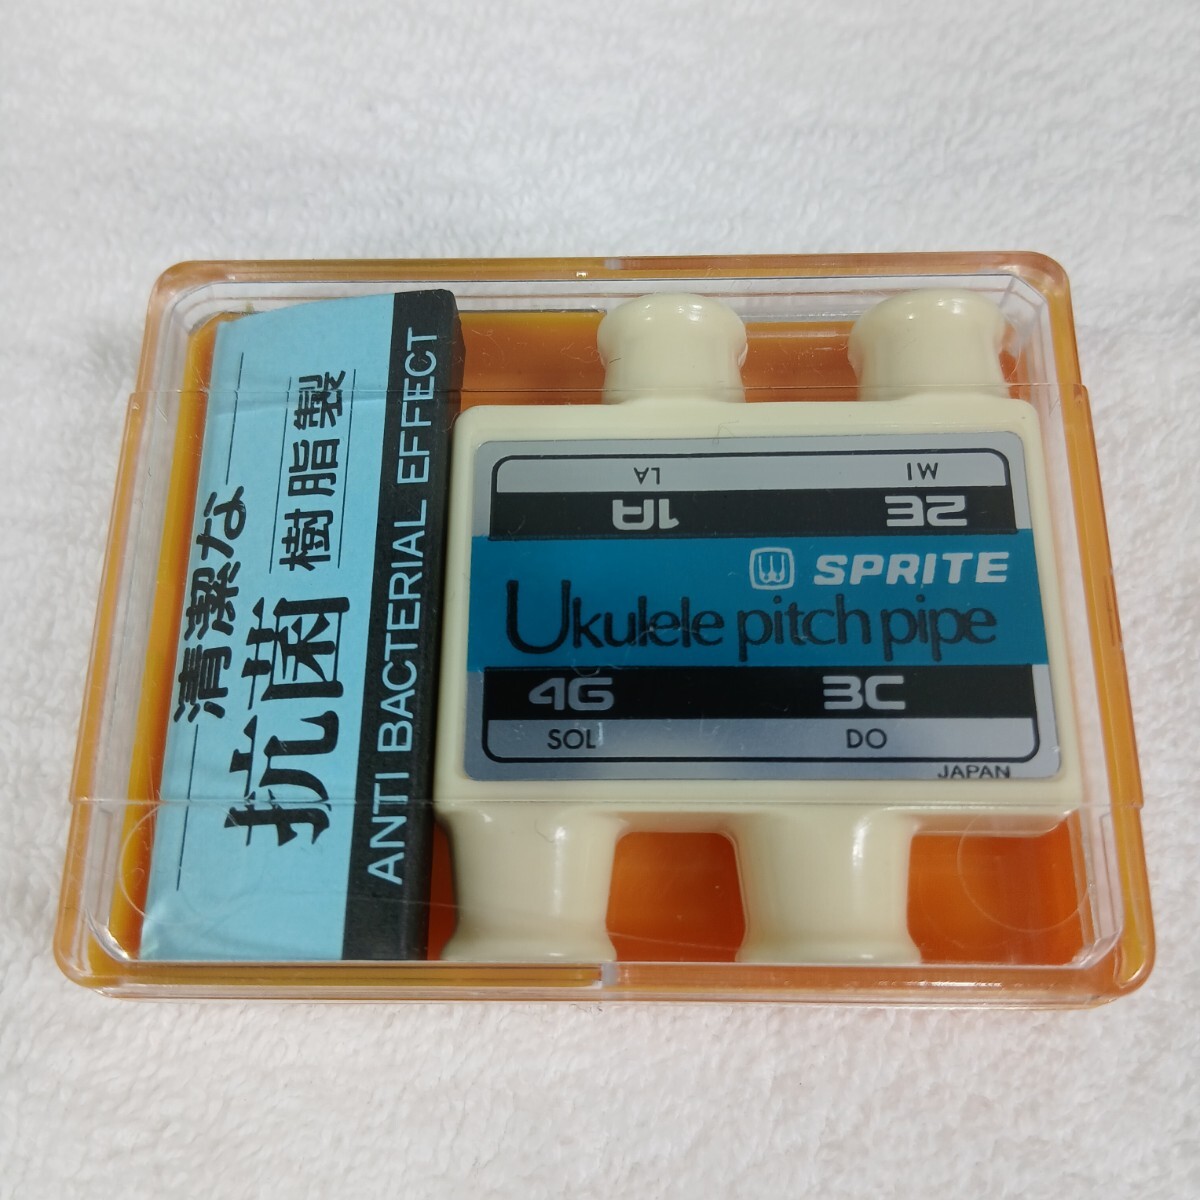 清潔な
抗菌
樹脂製
ANTI BACTERIAL EFFECT
1A
LA
2E
MI
SPRITE
Ukulele pitch pipe
4G
3C
SOL
DO
JAPAN